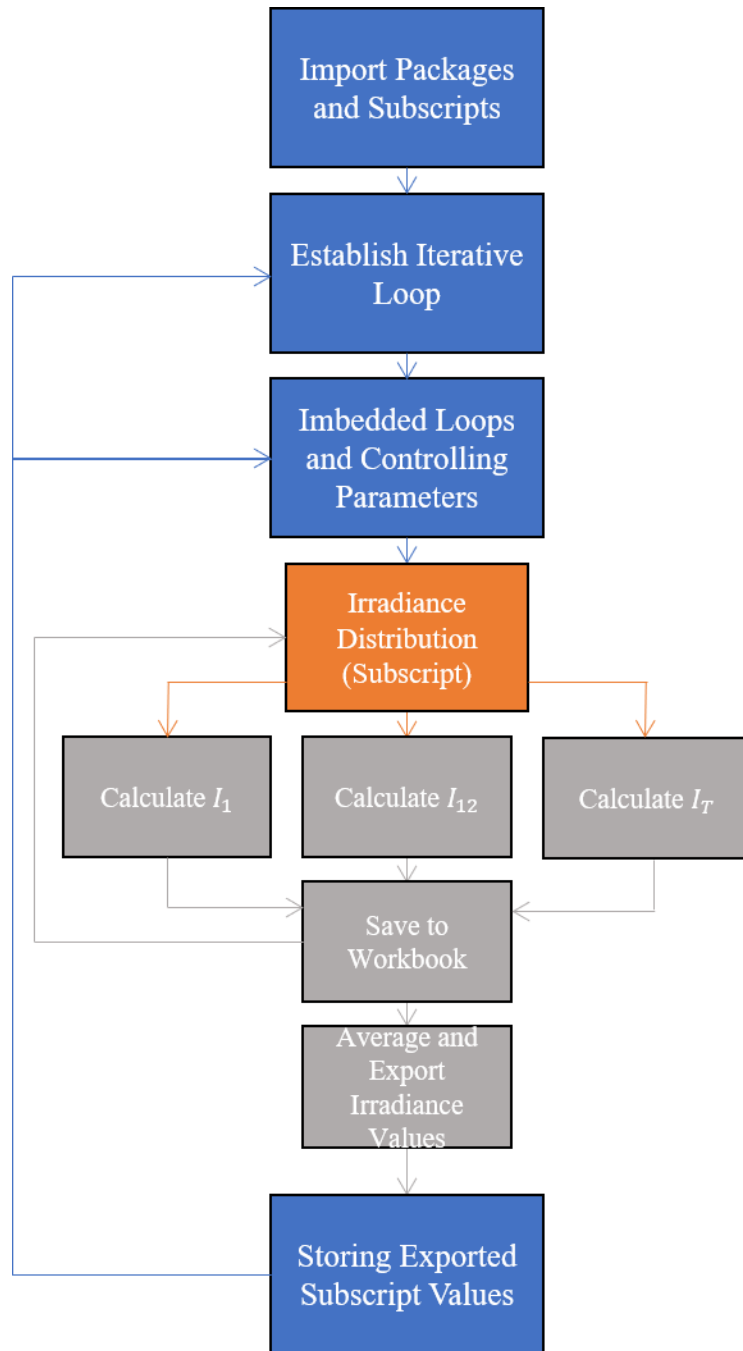 Import Packages
and Subscripts
Establish Iterative
Loop
Imbedded Loops
and Controlling
Parameters
Irradiance
Distribution
(Subscript)
Calculate I₁
Calculate I₁₂
Calculate I_T
Save to
Workbook
Average and
Export
Irradiance
Values
Storing Exported
Subscript Values